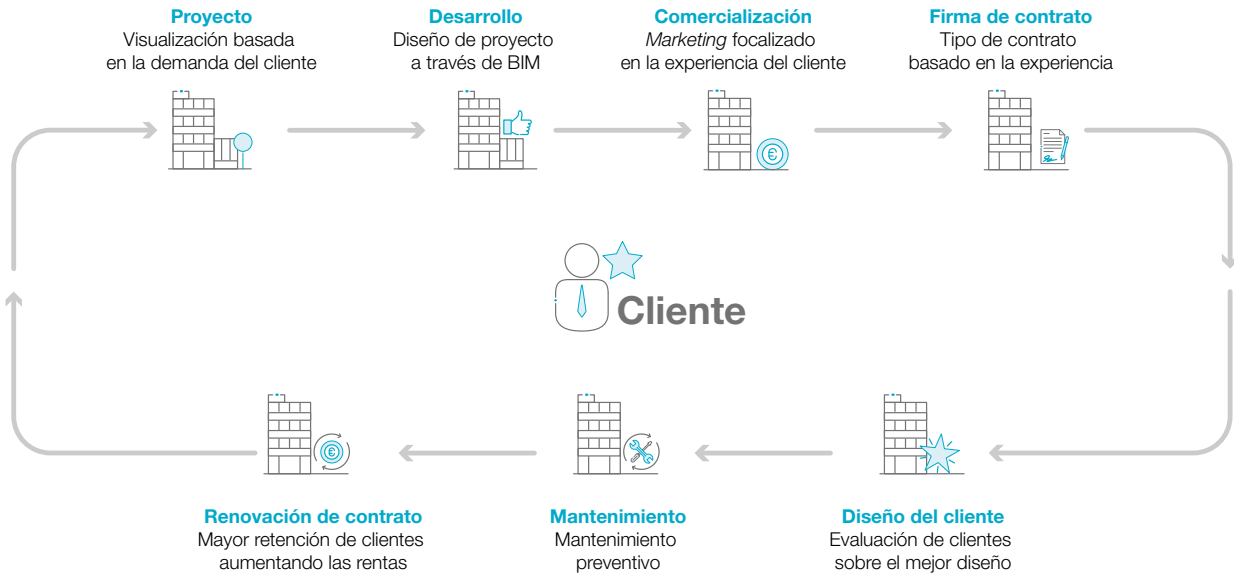 Proyecto
Visualización basada
en la demanda del cliente
Desarrollo
Diseño de proyecto
a través de BIM
Comercialización
Marketing focalizado
en la experiencia del cliente
Firma de contrato
Tipo de contrato
basado en la experiencia
Cliente
Renovación de contrato
Mayor retención de clientes
aumentando las rentas
Mantenimiento
Mantenimiento
preventivo
Diseño del cliente
Evaluación de clientes
sobre el mejor diseño